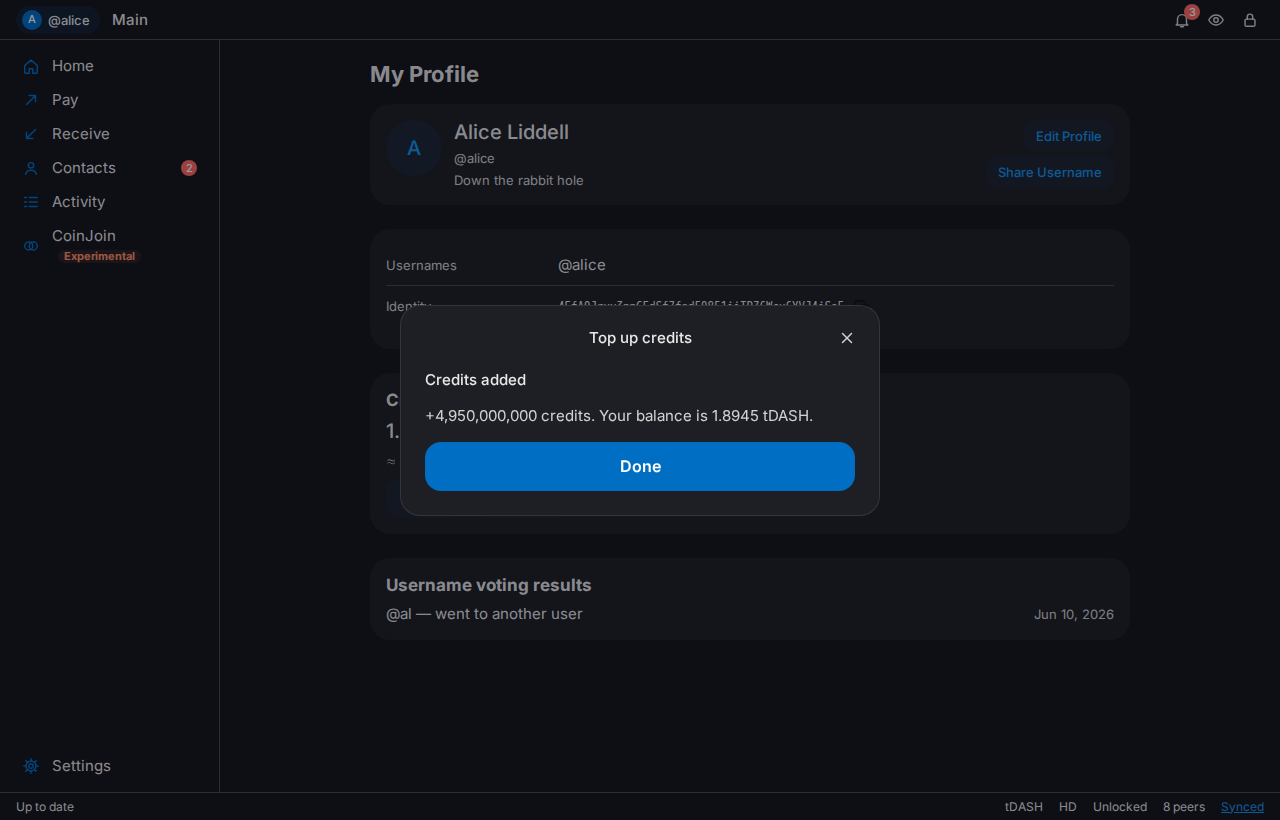 A @alice Main 3
Home
Pay
Receive
Contacts 2
Activity
CoinJoin
Experimental
Settings
My Profile
A
Alice Liddell
@alice
Down the rabbit hole
Edit Profile
Share Username
Usernames @alice
Identity
Top up credits
Credits added
+4,950,000,000 credits. Your balance is 1.8945 tDASH.
Done
C
1.
≈
Username voting results
@al — went to another user Jun 10, 2026
Up to date tDASH HD Unlocked 8 peers Synced